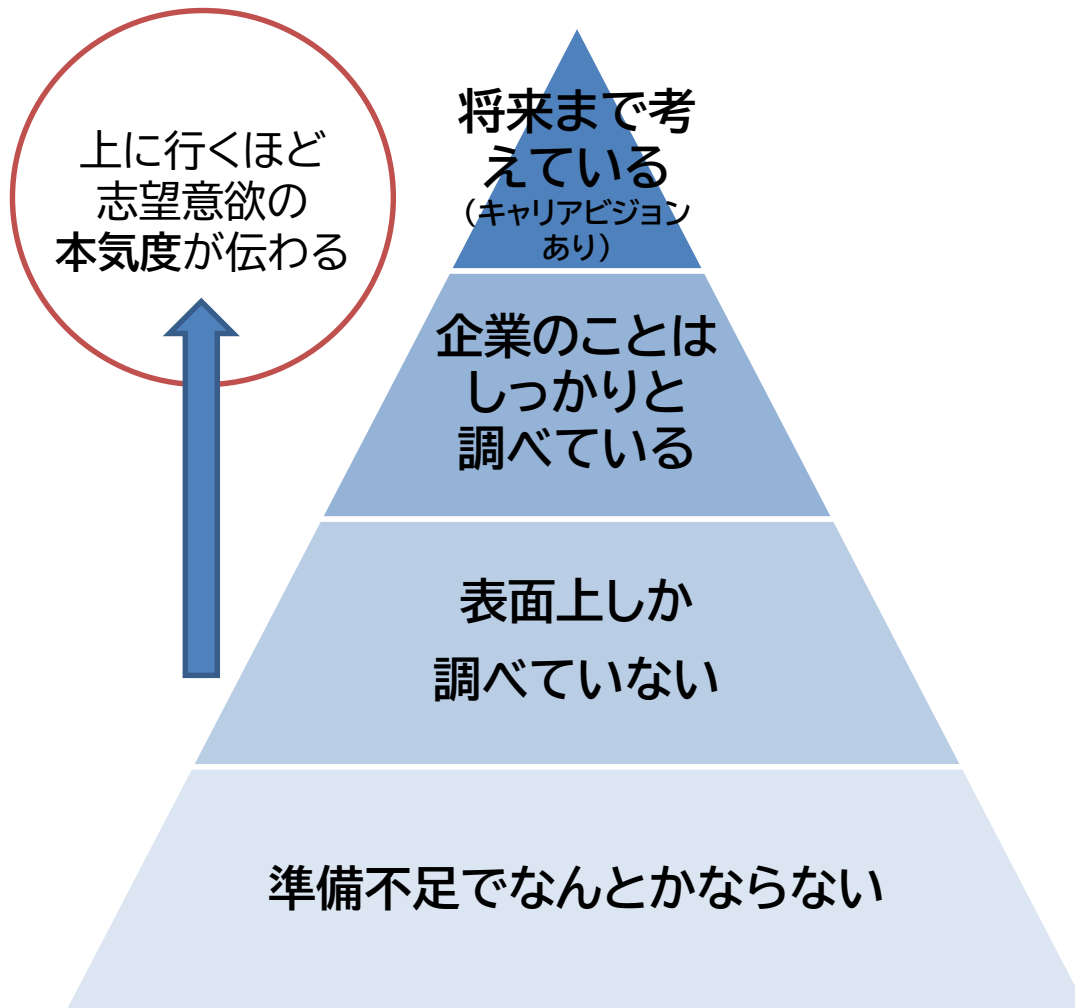 上に行くほど
志望意欲の
本気度が伝わる
将来まで考
えている
（キャリアビジョン
あり）
企業のことは
しっかりと
調べている
表面上しか
調べていない
準備不足でなんとかならない